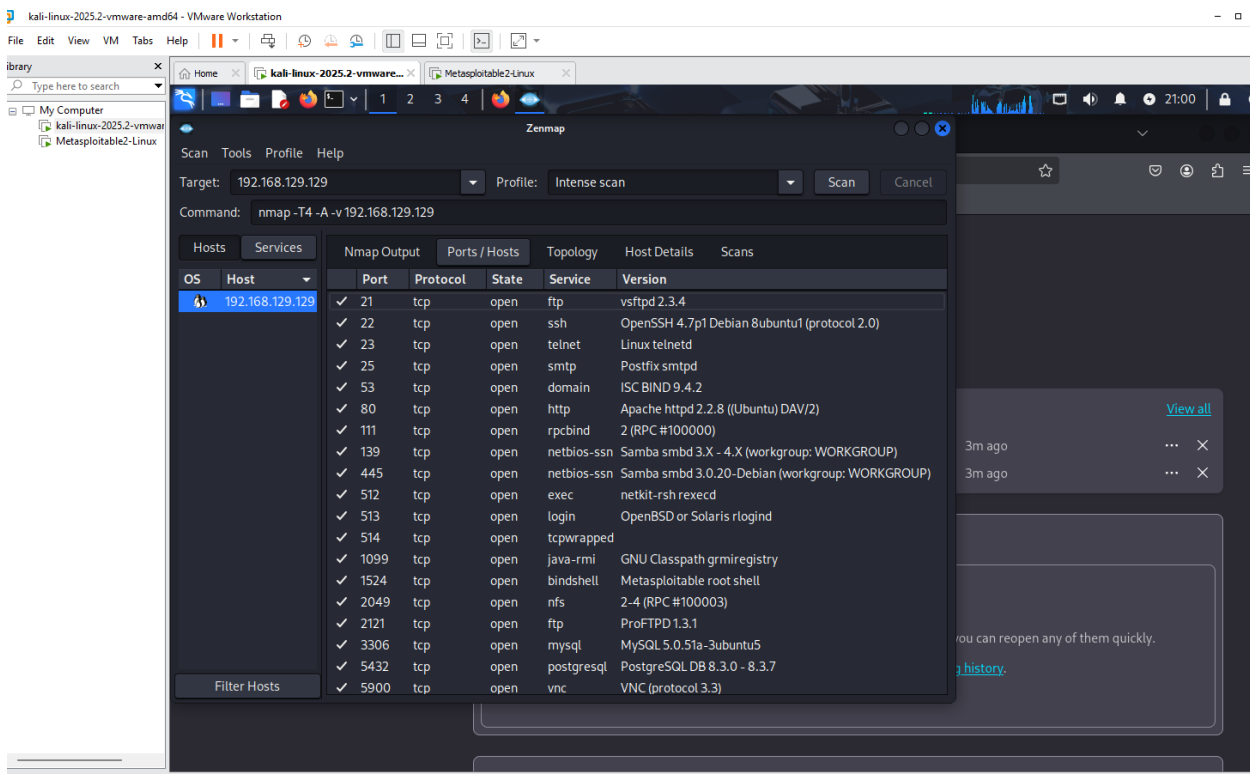 kali-linux-2025.2-vmware-amd64 - VMware Workstation
File Edit View VM Tabs Help
ibrary
Home kali-linux-2025.2-vmware... Metasploitable2-Linux
Type here to search
1 2 3 4 21:00
My Computer
kali-linux-2025.2-vmwar
Metasploitable2-Linux
Zenmap
Scan Tools Profile Help
Target: 192.168.129.129 Profile: Intense scan Scan Cancel
Command: nmap -T4 -A -v 192.168.129.129
Hosts Services Nmap Output Ports / Hosts Topology Host Details Scans
OS Host Port Protocol State Service Version
192.168.129.129 21 tcp open ftp vsftpd 2.3.4
22 tcp open ssh OpenSSH 4.7p1 Debian 8ubuntu1 (protocol 2.0)
23 tcp open telnet Linux telnetd
25 tcp open smtp Postfix smtpd
53 tcp open domain ISC BIND 9.4.2
80 tcp open http Apache httpd 2.2.8 ((Ubuntu) DAV/2)
View all
111 tcp open rpcbind 2 (RPC #100000)
139 tcp open netbios-ssn Samba smbd 3.X - 4.X (workgroup: WORKGROUP)
3m ago
445 tcp open netbios-ssn Samba smbd 3.0.20-Debian (workgroup: WORKGROUP)
3m ago
512 tcp open exec netkit-rsh rexecd
513 tcp open login OpenBSD or Solaris rlogind
514 tcp open tcpwrapped
1099 tcp open java-rmi GNU Classpath grmiregistry
1524 tcp open bindshell Metasploitable root shell
2049 tcp open nfs 2-4 (RPC #100003)
2121 tcp open ftp ProFTPD 1.3.1
3306 tcp open mysql MySQL 5.0.51a-3ubuntu5
you can reopen any of them quickly.
5432 tcp open postgresql PostgreSQL DB 8.3.0 - 8.3.7
g history.
Filter Hosts 5900 tcp open vnc VNC (protocol 3.3)